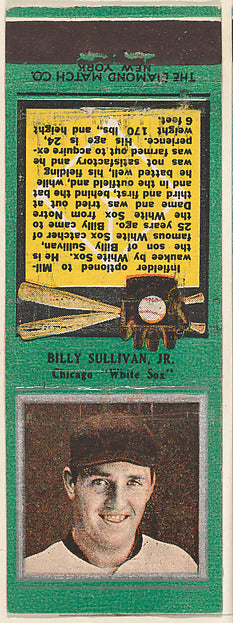 THE DIAMOND MATCH CO.
NEW YORK
Infielder optioned to Mil-
waukee by White Sox. He is
the son of Billy Sullivan,
famous White Sox catcher of
25 years ago. Billy came to
the White Sox from Notre
Dame and was tried out at
third and first, behind the bat
and in the outfield and, while
he batted well, his fielding
was not satisfactory and he
was farmed out to acquire ex-
perience. His age is 24,
weight 170 lbs., and height
6 feet.
BILLY SULLIVAN, JR.
Chicago "White Sox"